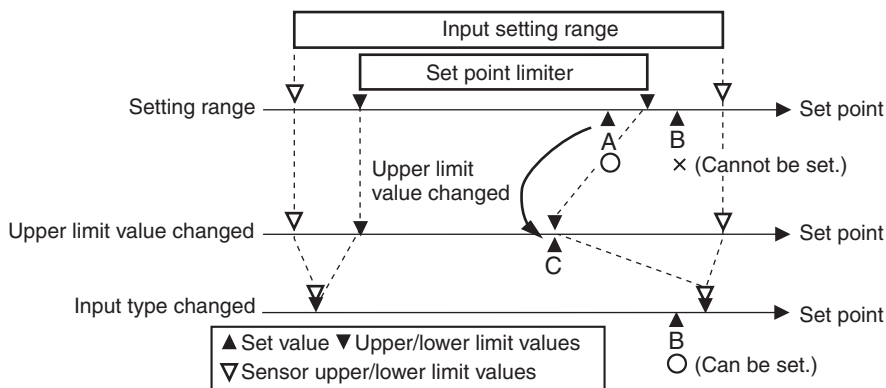 Input setting range
Set point limiter
Setting range
Set point
A
B
× (Cannot be set.)
Upper limit
value changed
Upper limit value changed
Set point
C
Input type changed
Set point
B
(Can be set.)
▲ Set value ▼ Upper/lower limit values
▽ Sensor upper/lower limit values